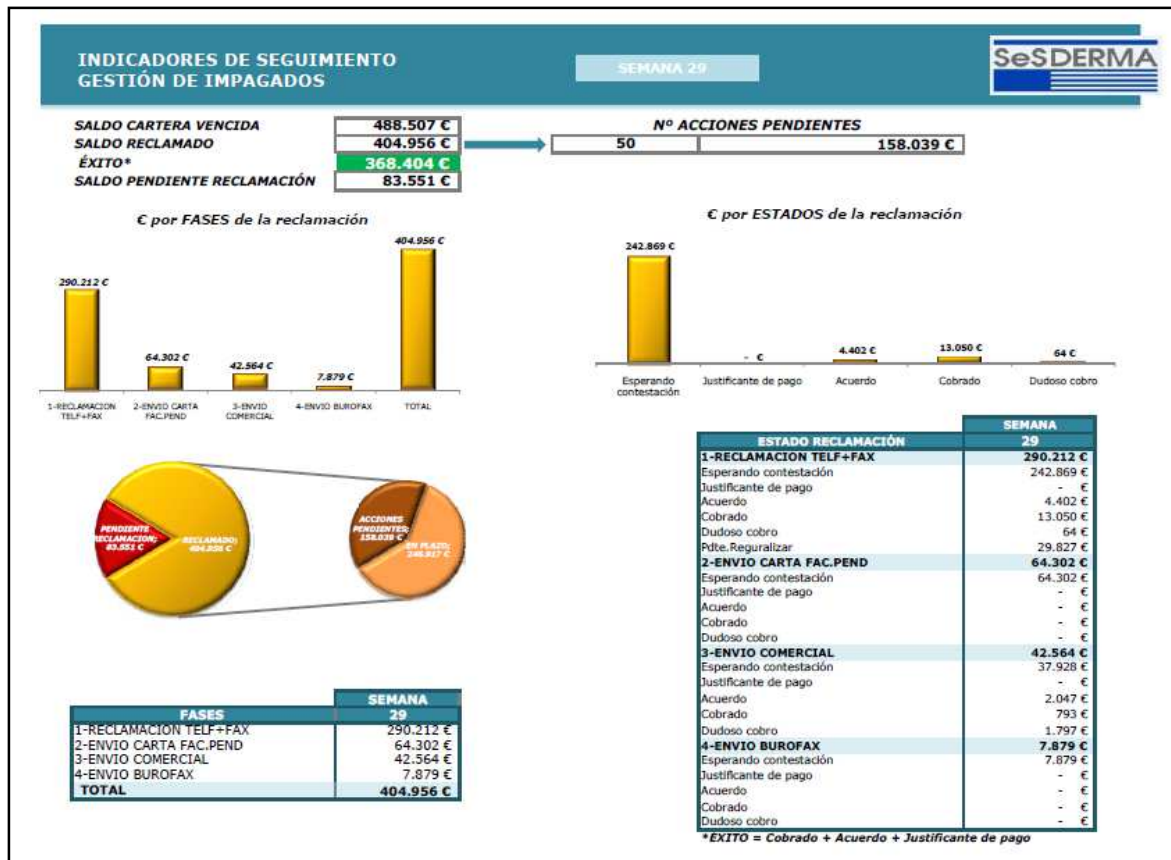 INDICADORES DE SEGUIMIENTO
GESTIÓN DE IMPAGADOS
SEMANA 29
SeSDERMA
SALDO CARTERA VENCIDA 488.507 €
SALDO RECLAMADO 404.956 €
ÉXITO* 368.404 €
SALDO PENDIENTE RECLAMACIÓN 83.551 €
Nº ACCIONES PENDIENTES
50 158.039 €
€ por FASES de la reclamación
404.956 €
290.212 €
64.302 €
42.564 €
7.879 €
1-RECLAMACION TELF+FAX
2-ENVIO CARTA FAC.PEND
3-ENVIO COMERCIAL
4-ENVIO BUROFAX
TOTAL
€ por ESTADOS de la reclamación
242.869 €
- €
4.402 €
13.050 €
64 €
Esperando contestación
Justificante de pago
Acuerdo
Cobrado
Dudoso cobro
PENDIENTE
RECLAMACION;
83.551 €
RECLAMADO;
404.956 €
ACCIONES
PENDIENTES;
158.039 €
EN PLAZO;
246.917 €
SEMANA
FASES 29
1-RECLAMACION TELF+FAX 290.212 €
2-ENVIO CARTA FAC.PEND 64.302 €
3-ENVIO COMERCIAL 42.564 €
4-ENVIO BUROFAX 7.879 €
TOTAL 404.956 €
SEMANA
ESTADO RECLAMACIÓN 29
1-RECLAMACION TELF+FAX 290.212 €
Esperando contestación 242.869 €
Justificante de pago - €
Acuerdo 4.402 €
Cobrado 13.050 €
Dudoso cobro 64 €
Pdte.Reguralizar 29.827 €
2-ENVIO CARTA FAC.PEND 64.302 €
Esperando contestación 64.302 €
Justificante de pago - €
Acuerdo - €
Cobrado - €
Dudoso cobro - €
3-ENVIO COMERCIAL 42.564 €
Esperando contestación 37.928 €
Justificante de pago - €
Acuerdo 2.047 €
Cobrado 793 €
Dudoso cobro 1.797 €
4-ENVIO BUROFAX 7.879 €
Esperando contestación 7.879 €
Justificante de pago - €
Acuerdo - €
Cobrado - €
Dudoso cobro - €
*EXITO = Cobrado + Acuerdo + Justificante de pago